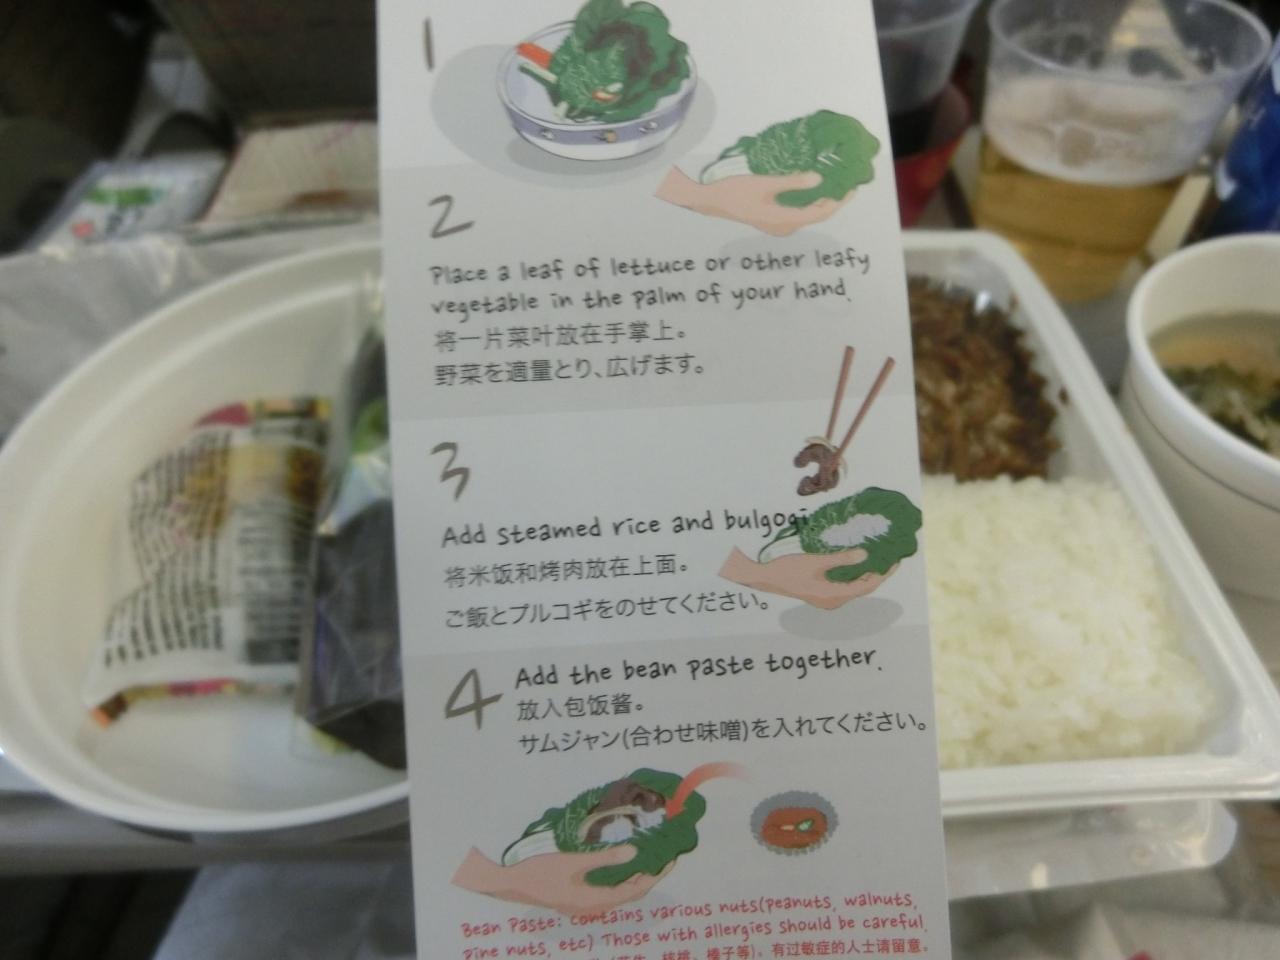 1
2
Place a leaf of lettuce or other leafy
vegetable in the palm of your hand.
将一片菜叶放在手掌上。
野菜を適量とり、広げます。
3
Add steamed rice and bulgogi.
将米饭和烤肉放在上面。
ご飯とプルコギをのせてください。
4
Add the bean paste together.
放入包饭酱。
サムジャン(合わせ味噌)を入れてください。
Bean Paste: contains various nuts(peanuts, walnuts,
pine nuts, etc) Those with allergies should be careful.
核桃、榛子等)。有过敏症的人士请留意。